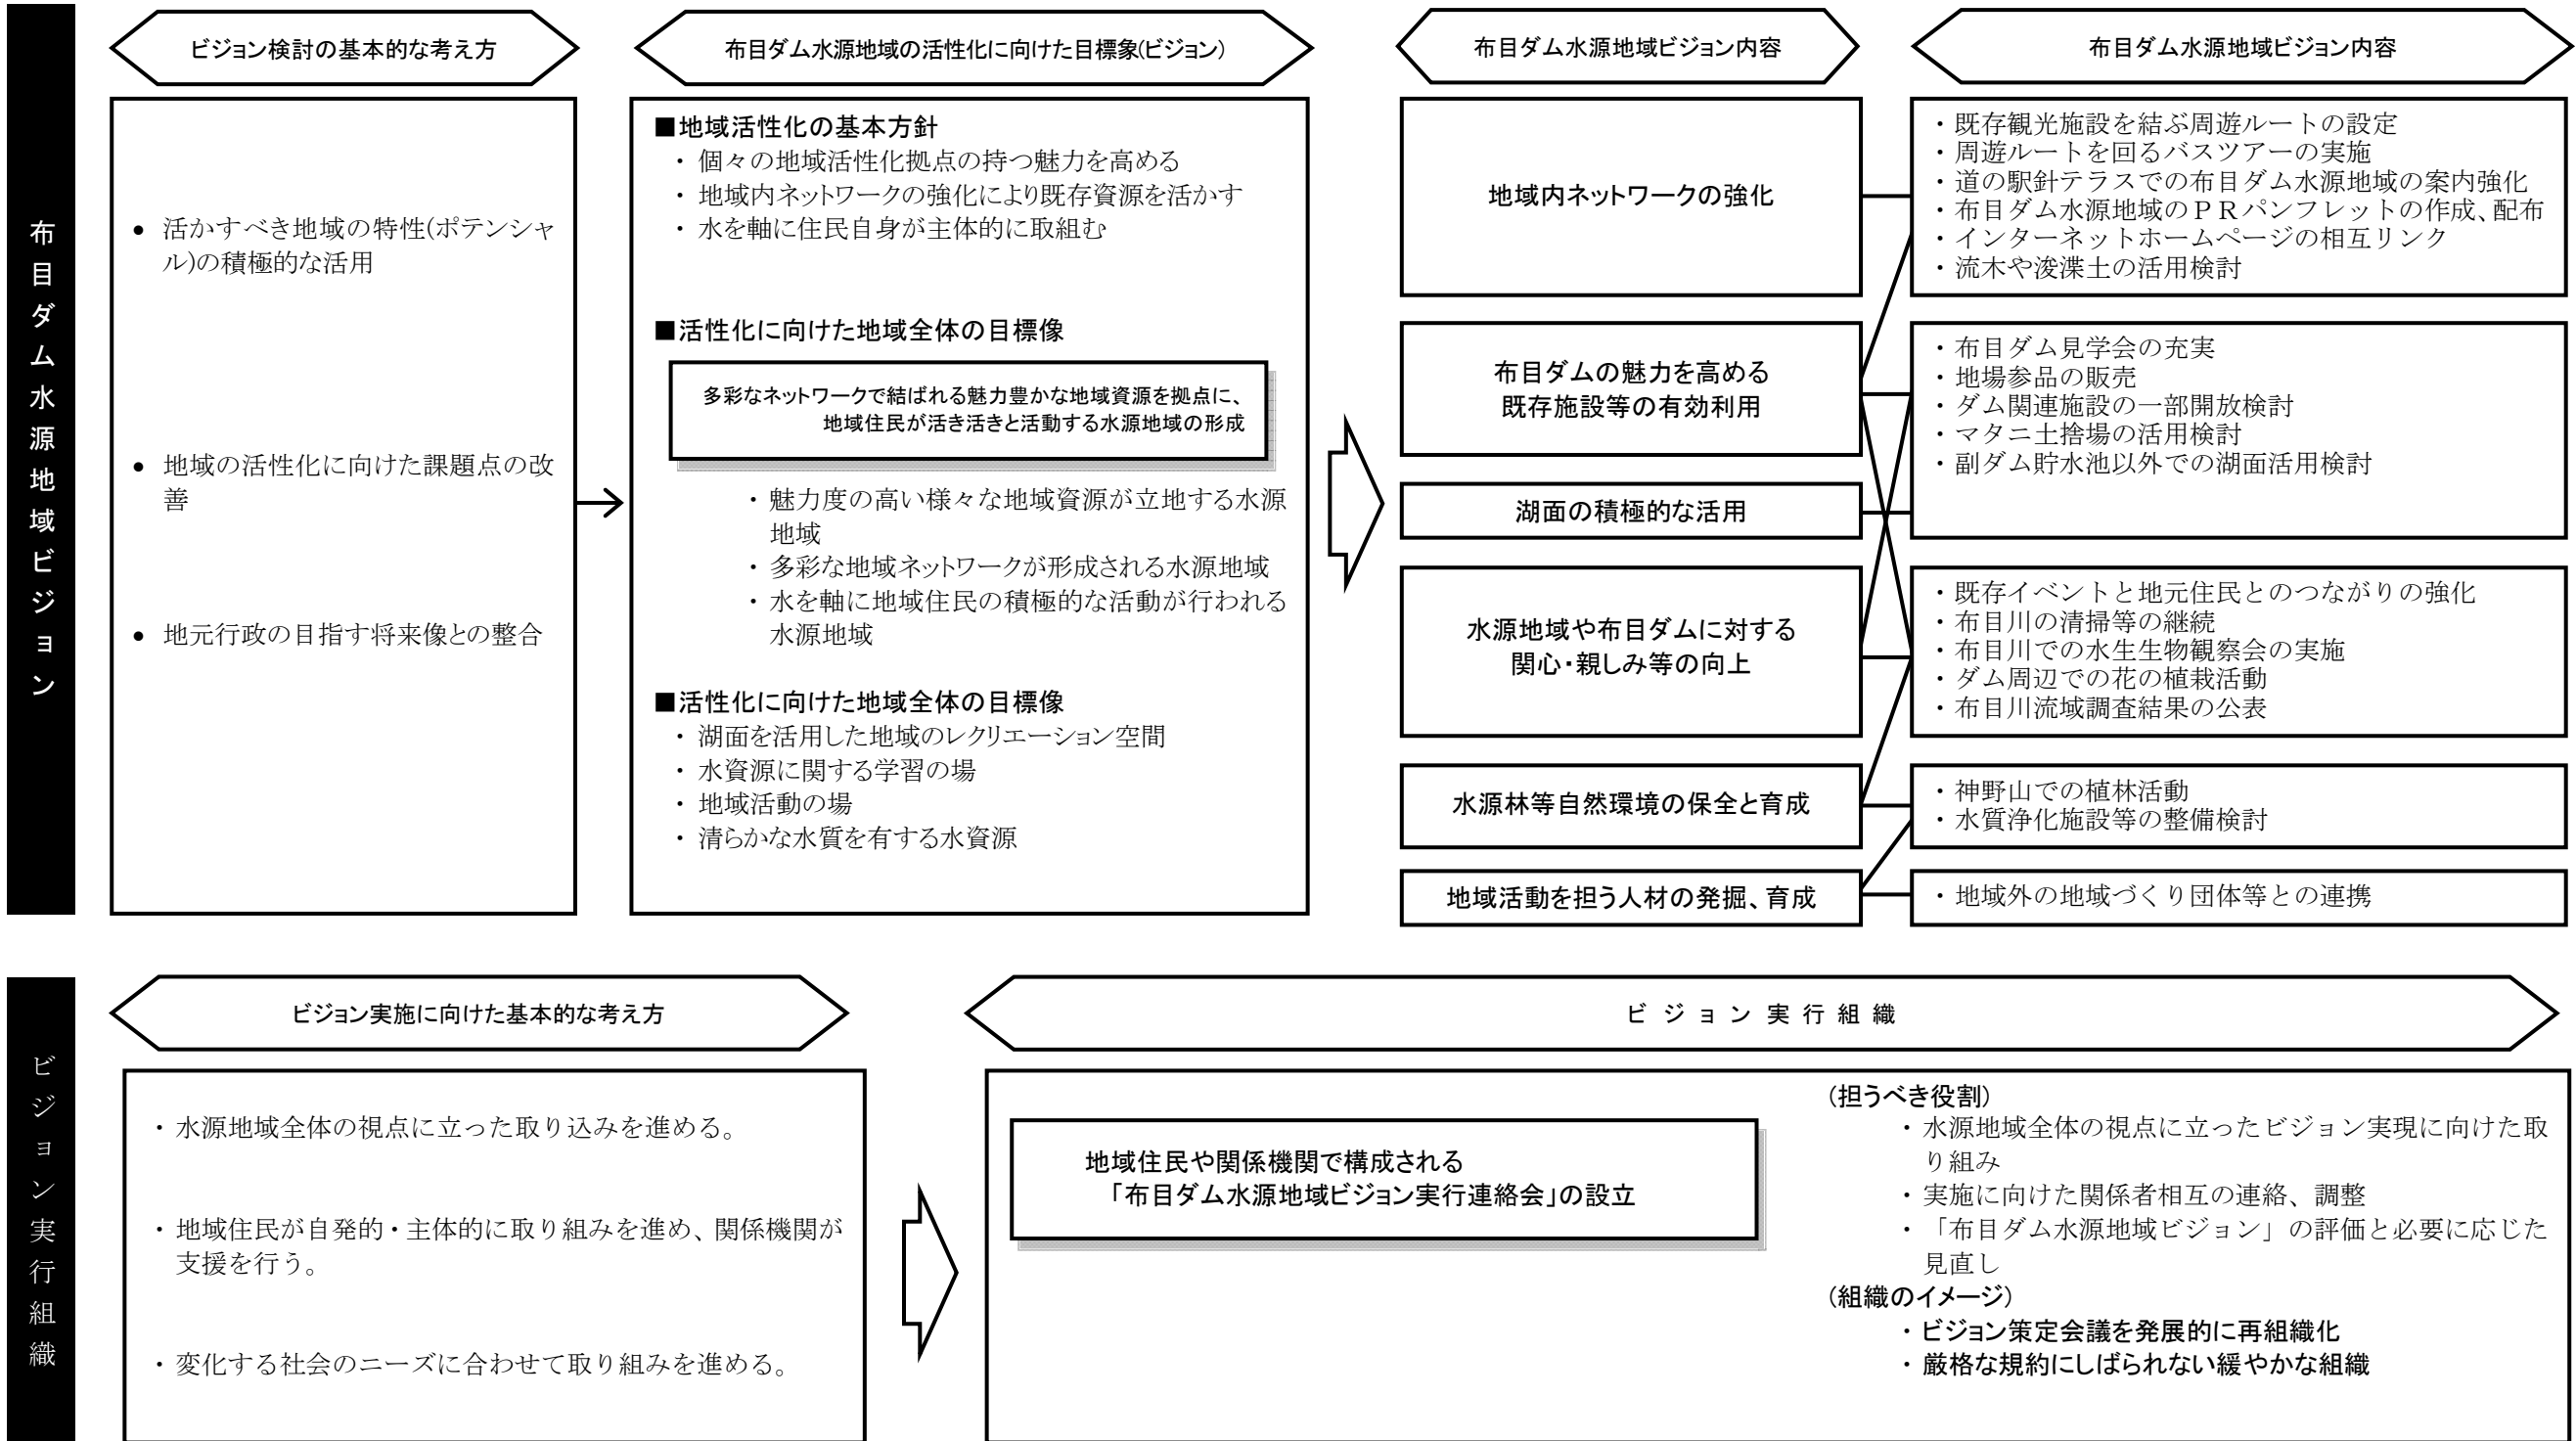 布目ダム水源地域ビジョン
ビジョン検討の基本的な考え方
・活かすべき地域の特性(ポテンシャ
ル)の積極的な活用
・地域の活性化に向けた課題点の改
善
・地元行政の目指す将来像との整合
布目ダム水源地域の活性化に向けた目標象(ビジョン)
■地域活性化の基本方針
・個々の地域活性化拠点の持つ魅力を高める
・地域内ネットワークの強化により既存資源を活かす
・水を軸に住民自身が主体的に取組む
■活性化に向けた地域全体の目標像
多彩なネットワークで結ばれる魅力豊かな地域資源を拠点に、
地域住民が活き活きと活動する水源地域の形成
・魅力度の高い様々な地域資源が立地する水源
地域
・多彩な地域ネットワークが形成される水源地域
・水を軸に地域住民の積極的な活動が行われる
水源地域
■活性化に向けた地域全体の目標像
・湖面を活用した地域のレクリエーション空間
・水資源に関する学習の場
・地域活動の場
・清らかな水質を有する水資源
布目ダム水源地域ビジョン内容
地域内ネットワークの強化
布目ダムの魅力を高める
既存施設等の有効利用
湖面の積極的な活用
水源地域や布目ダムに対する
関心・親しみ等の向上
水源林等自然環境の保全と育成
地域活動を担う人材の発掘、育成
布目ダム水源地域ビジョン内容
・既存観光施設を結ぶ周遊ルートの設定
・周遊ルートを回るバスツアーの実施
・道の駅針テラスでの布目ダム水源地域の案内強化
・布目ダム水源地域のPRパンフレットの作成、配布
・インターネットホームページの相互リンク
・流木や浚渫土の活用検討
・布目ダム見学会の充実
・地場参品の販売
・ダム関連施設の一部開放検討
・マタニ土捨場の活用検討
・副ダム貯水池以外での湖面活用検討
・既存イベントと地元住民とのつながりの強化
・布目川の清掃等の継続
・布目川での水生生物観察会の実施
・ダム周辺での花の植栽活動
・布目川流域調査結果の公表
・神野山での植林活動
・水質浄化施設等の整備検討
・地域外の地域づくり団体等との連携
ビジョン実行組織
ビジョン実施に向けた基本的な考え方
・水源地域全体の視点に立った取り込みを進める。
・地域住民が自発的・主体的に取り組みを進め、関係機関が
支援を行う。
・変化する社会のニーズに合わせて取り組みを進める。
ビジョン実行組織
地域住民や関係機関で構成される
「布目ダム水源地域ビジョン実行連絡会」の設立
(担うべき役割)
・水源地域全体の視点に立ったビジョン実現に向けた取
り組み
・実施に向けた関係者相互の連絡、調整
・「布目ダム水源地域ビジョン」の評価と必要に応じた
見直し
(組織のイメージ)
・ビジョン策定会議を発展的に再組織化
・厳格な規約にしばられない緩やかな組織